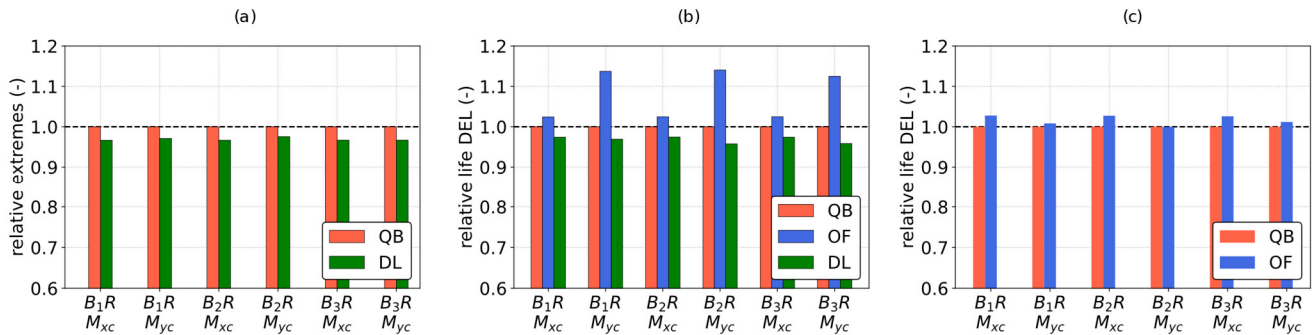 (a)
relative extremes (-)
1.2
1.1
1.0
0.9
0.8
0.7
0.6
QB
DL
B₁R B₁R B₂R B₂R B₃R B₃R
Mxc Myc Mxc Myc Mxc Myc
(b)
relative life DEL (-)
1.2
1.1
1.0
0.9
0.8
0.7
0.6
QB
OF
DL
B₁R B₁R B₂R B₂R B₃R B₃R
Mxc Myc Mxc Myc Mxc Myc
(c)
relative life DEL (-)
1.2
1.1
1.0
0.9
0.8
0.7
0.6
QB
OF
B₁R B₁R B₂R B₂R B₃R B₃R
Mxc Myc Mxc Myc Mxc Myc